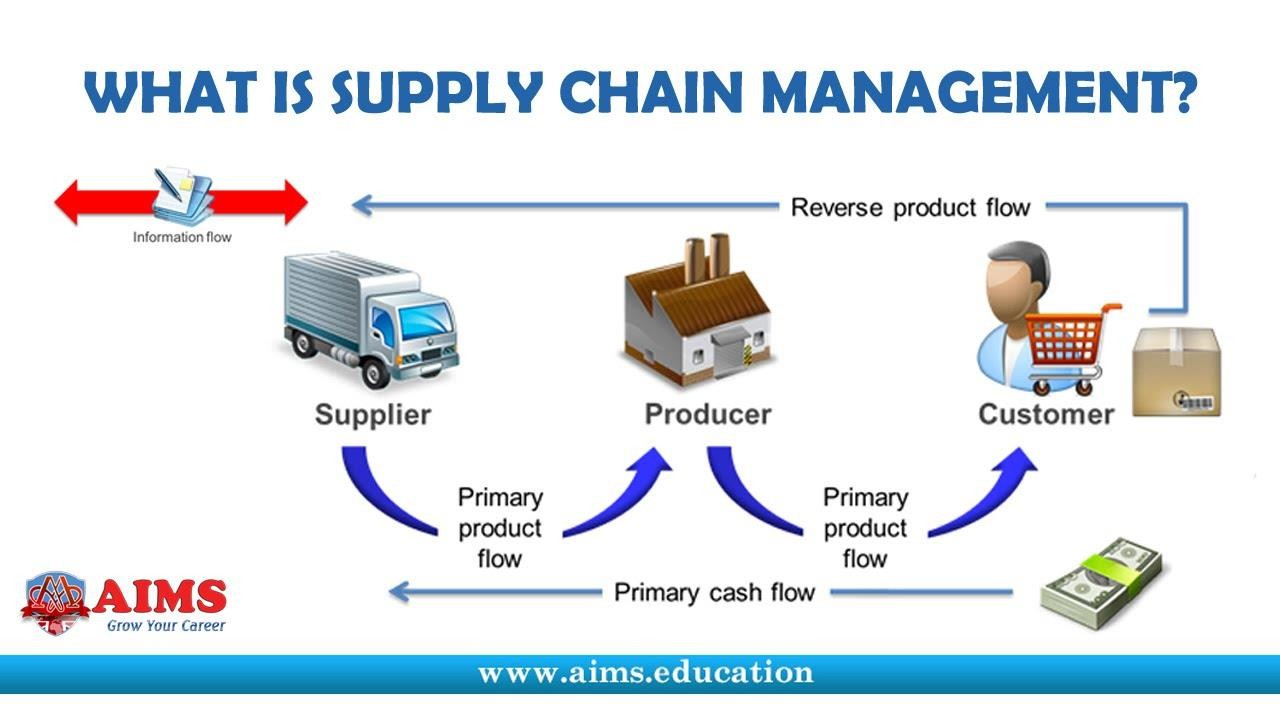 WHAT IS SUPPLY CHAIN MANAGEMENT?
Information flow
Reverse product flow
Supplier
Producer
Customer
Primary
product
flow
Primary
product
flow
Primary cash flow
AIMS
Grow Your Career
www.aims.education